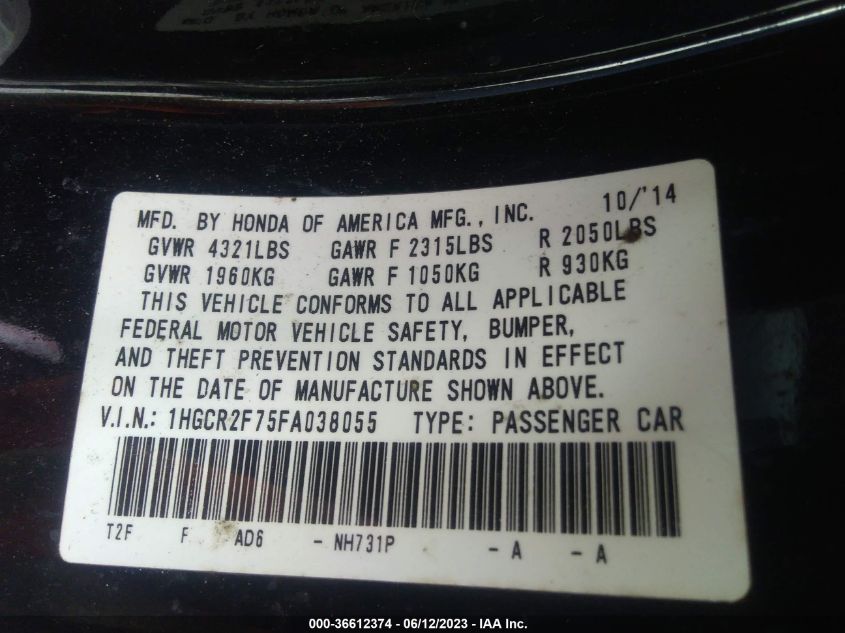 MFD. BY HONDA OF AMERICA MFG., INC. 10/'14
GVWR 4321LBS GAWR F 2315LBS R 2050LBS
GVWR 1960KG GAWR F 1050KG R 930KG
THIS VEHICLE CONFORMS TO ALL APPLICABLE
FEDERAL MOTOR VEHICLE SAFETY, BUMPER,
AND THEFT PREVENTION STANDARDS IN EFFECT
ON THE DATE OF MANUFACTURE SHOWN ABOVE.
V.I.N.: 1HGCR2F75FA038055 TYPE: PASSENGER CAR
T2F F AD6 - NH731P - A - A
000-36612374 - 06/12/2023 - IAA Inc.